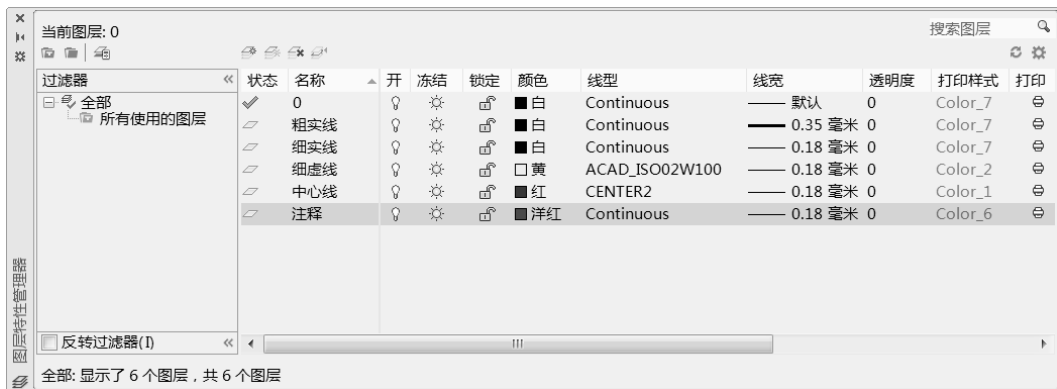 当前图层: 0
搜索图层
过滤器
全部
所有使用的图层
反转过滤器(I)
状态 名称 开 冻结 锁定 颜色 线型 线宽 透明度 打印样式 打印
0 白 Continuous 默认 0 Color_7
粗实线 白 Continuous 0.35 毫米 0 Color_7
细实线 白 Continuous 0.18 毫米 0 Color_7
细虚线 黄 ACAD_ISO02W100 0.18 毫米 0 Color_2
中心线 红 CENTER2 0.18 毫米 0 Color_1
注释 洋红 Continuous 0.18 毫米 0 Color_6
图层特性管理器
全部: 显示了 6 个图层，共 6 个图层